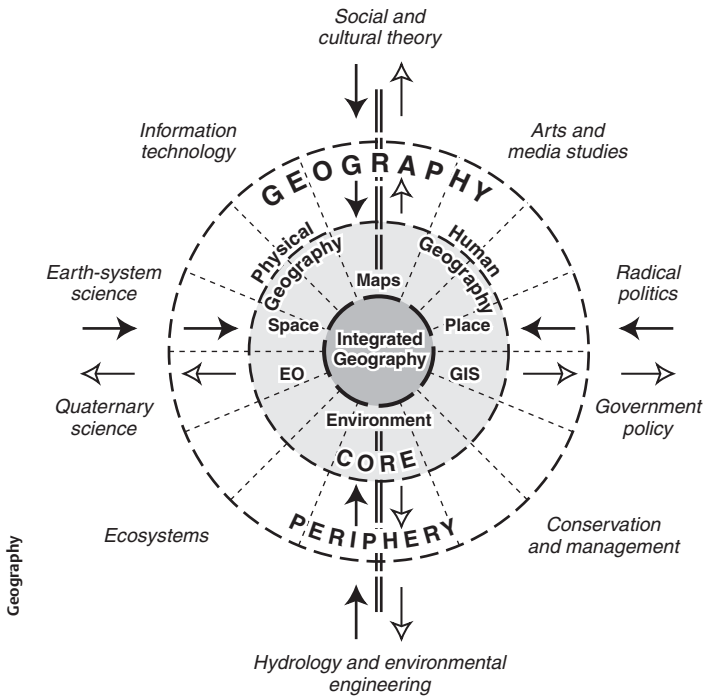 Social and
cultural theory
Information
technology
Arts and
media studies
GEOGRAPHY
Physical
Geography
Human
Geography
Maps
Earth-system
science
Radical
politics
Space
Place
Integrated
Geography
EO
GIS
Quaternary
science
Government
policy
Environment
CORE
PERIPHERY
Ecosystems
Conservation
and management
Geography
Hydrology and environmental
engineering